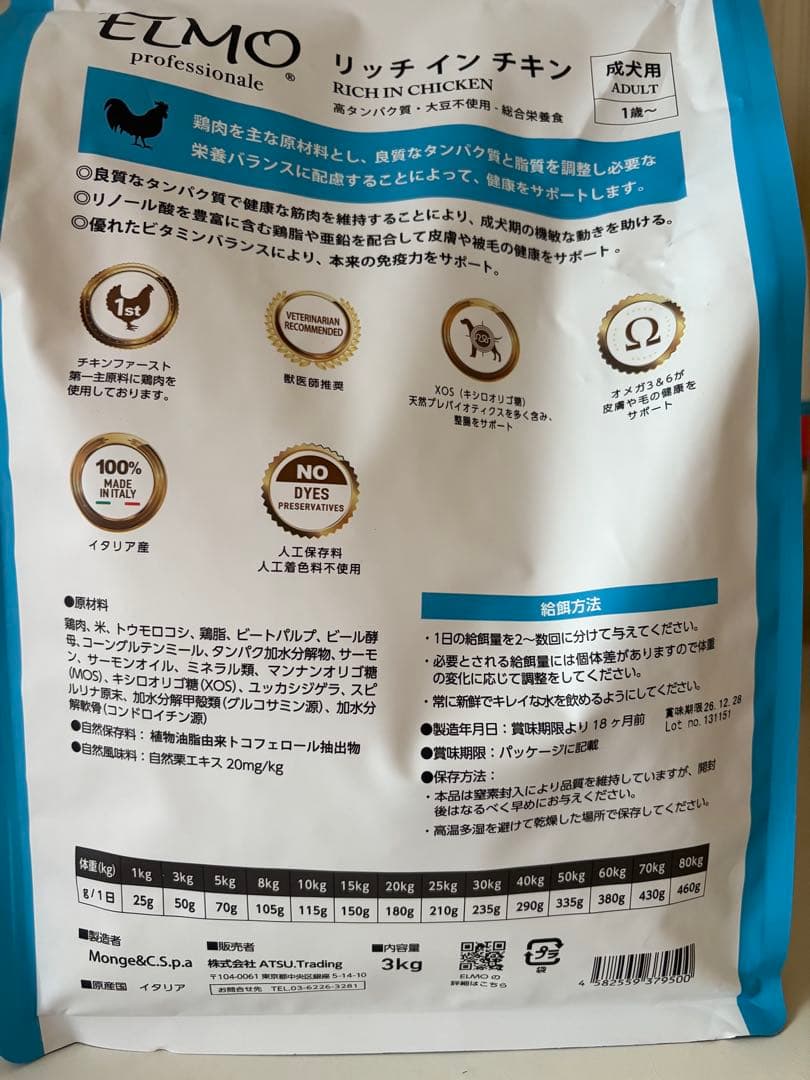 ELMO
professionale ®
リッチ イン チキン
RICH IN CHICKEN
高タンパク質・大豆不使用・総合栄養食
成犬用
ADULT
1歳～
鶏肉を主な原材料とし、良質なタンパク質と脂質を調整し必要な
栄養バランスに配慮することによって、健康をサポートします。
◎良質なタンパク質で健康な筋肉を維持することにより、成犬期の機敏な動きを助ける。
◎リノール酸を豊富に含む鶏脂や亜鉛を配合して皮膚や被毛の健康をサポート。
◎優れたビタミンバランスにより、本来の免疫力をサポート。
1st
チキンファースト
第一主原料に鶏肉を
使用しております。
VETERINARIAN
RECOMMENDED
獣医師推奨
XOS（キシロオリゴ糖）
天然プレバイオティクスを多く含み、
整腸をサポート
Ω
オメガ3＆6が
皮膚や毛の健康を
サポート
100%
MADE
IN ITALY
イタリア産
NO
DYES
PRESERVATIVES
人工保存料
人工着色料不使用
●原材料
鶏肉、米、トウモロコシ、鶏脂、ビートパルプ、ビール酵
母、コーングルテンミール、タンパク加水分解物、サーモ
ン、サーモンオイル、ミネラル類、マンナンオリゴ糖
(MOS)、キシロオリゴ糖(XOS)、ユッカシジゲラ、スピ
ルリナ原末、加水分解甲殻類(グルコサミン源)、加水分
解軟骨(コンドロイチン源)
●自然保存料：植物油脂由来トコフェロール抽出物
●自然風味料：自然栗エキス 20mg/kg
給餌方法
・1日の給餌量を2～数回に分けて与えてください。
・必要とされる給餌量には個体差がありますので体重
の変化に応じて調整をしてください。
・常に新鮮でキレイな水を飲めるようにしてください。
●製造年月日：賞味期限より18ヶ月前
賞味期限26.12.28
Lot no.131151
●賞味期限：パッケージに記載
●保存方法：
・本品は窒素封入により品質を維持していますが、開封
後はなるべく早めにお与えください。
・高温多湿を避けて乾燥した場所で保存してください。
体重(kg) 1kg 3kg 5kg 8kg 10kg 15kg 20kg 25kg 30kg 40kg 50kg 60kg 70kg 80kg
g/1日 25g 50g 70g 105g 115g 150g 180g 210g 235g 290g 335g 380g 430g 460g
■製造者
Monge&C.S.p.a
■原産国 イタリア
■販売者
株式会社 ATSU.Trading
〒104-0061 東京都中央区銀座 5-14-10
お問合せ先 TEL.03-6226-3281
■内容量
3kg
ELMO の
詳細はこちら
プラ
袋
4 582559 379500